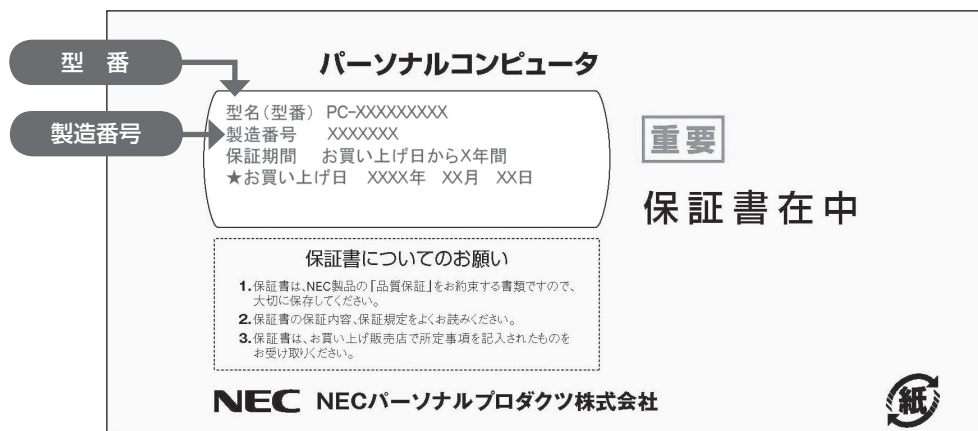 型 番
製造番号
パーソナルコンピュータ
型名(型番) PC-XXXXXXXXX
製造番号 XXXXXXX
保証期間 お買い上げ日からX年間
★お買い上げ日 XXXX年 XX月 XX日
重要
保証書在中
保証書についてのお願い
1.保証書は、NEC製品の「品質保証」をお約束する書類ですので、
大切に保存してください。
2.保証書の保証内容、保証規定をよくお読みください。
3.保証書は、お買い上げ販売店で所定事項を記入されたものを
お受け取りください。
NEC NECパーソナルプロダクツ株式会社
紙